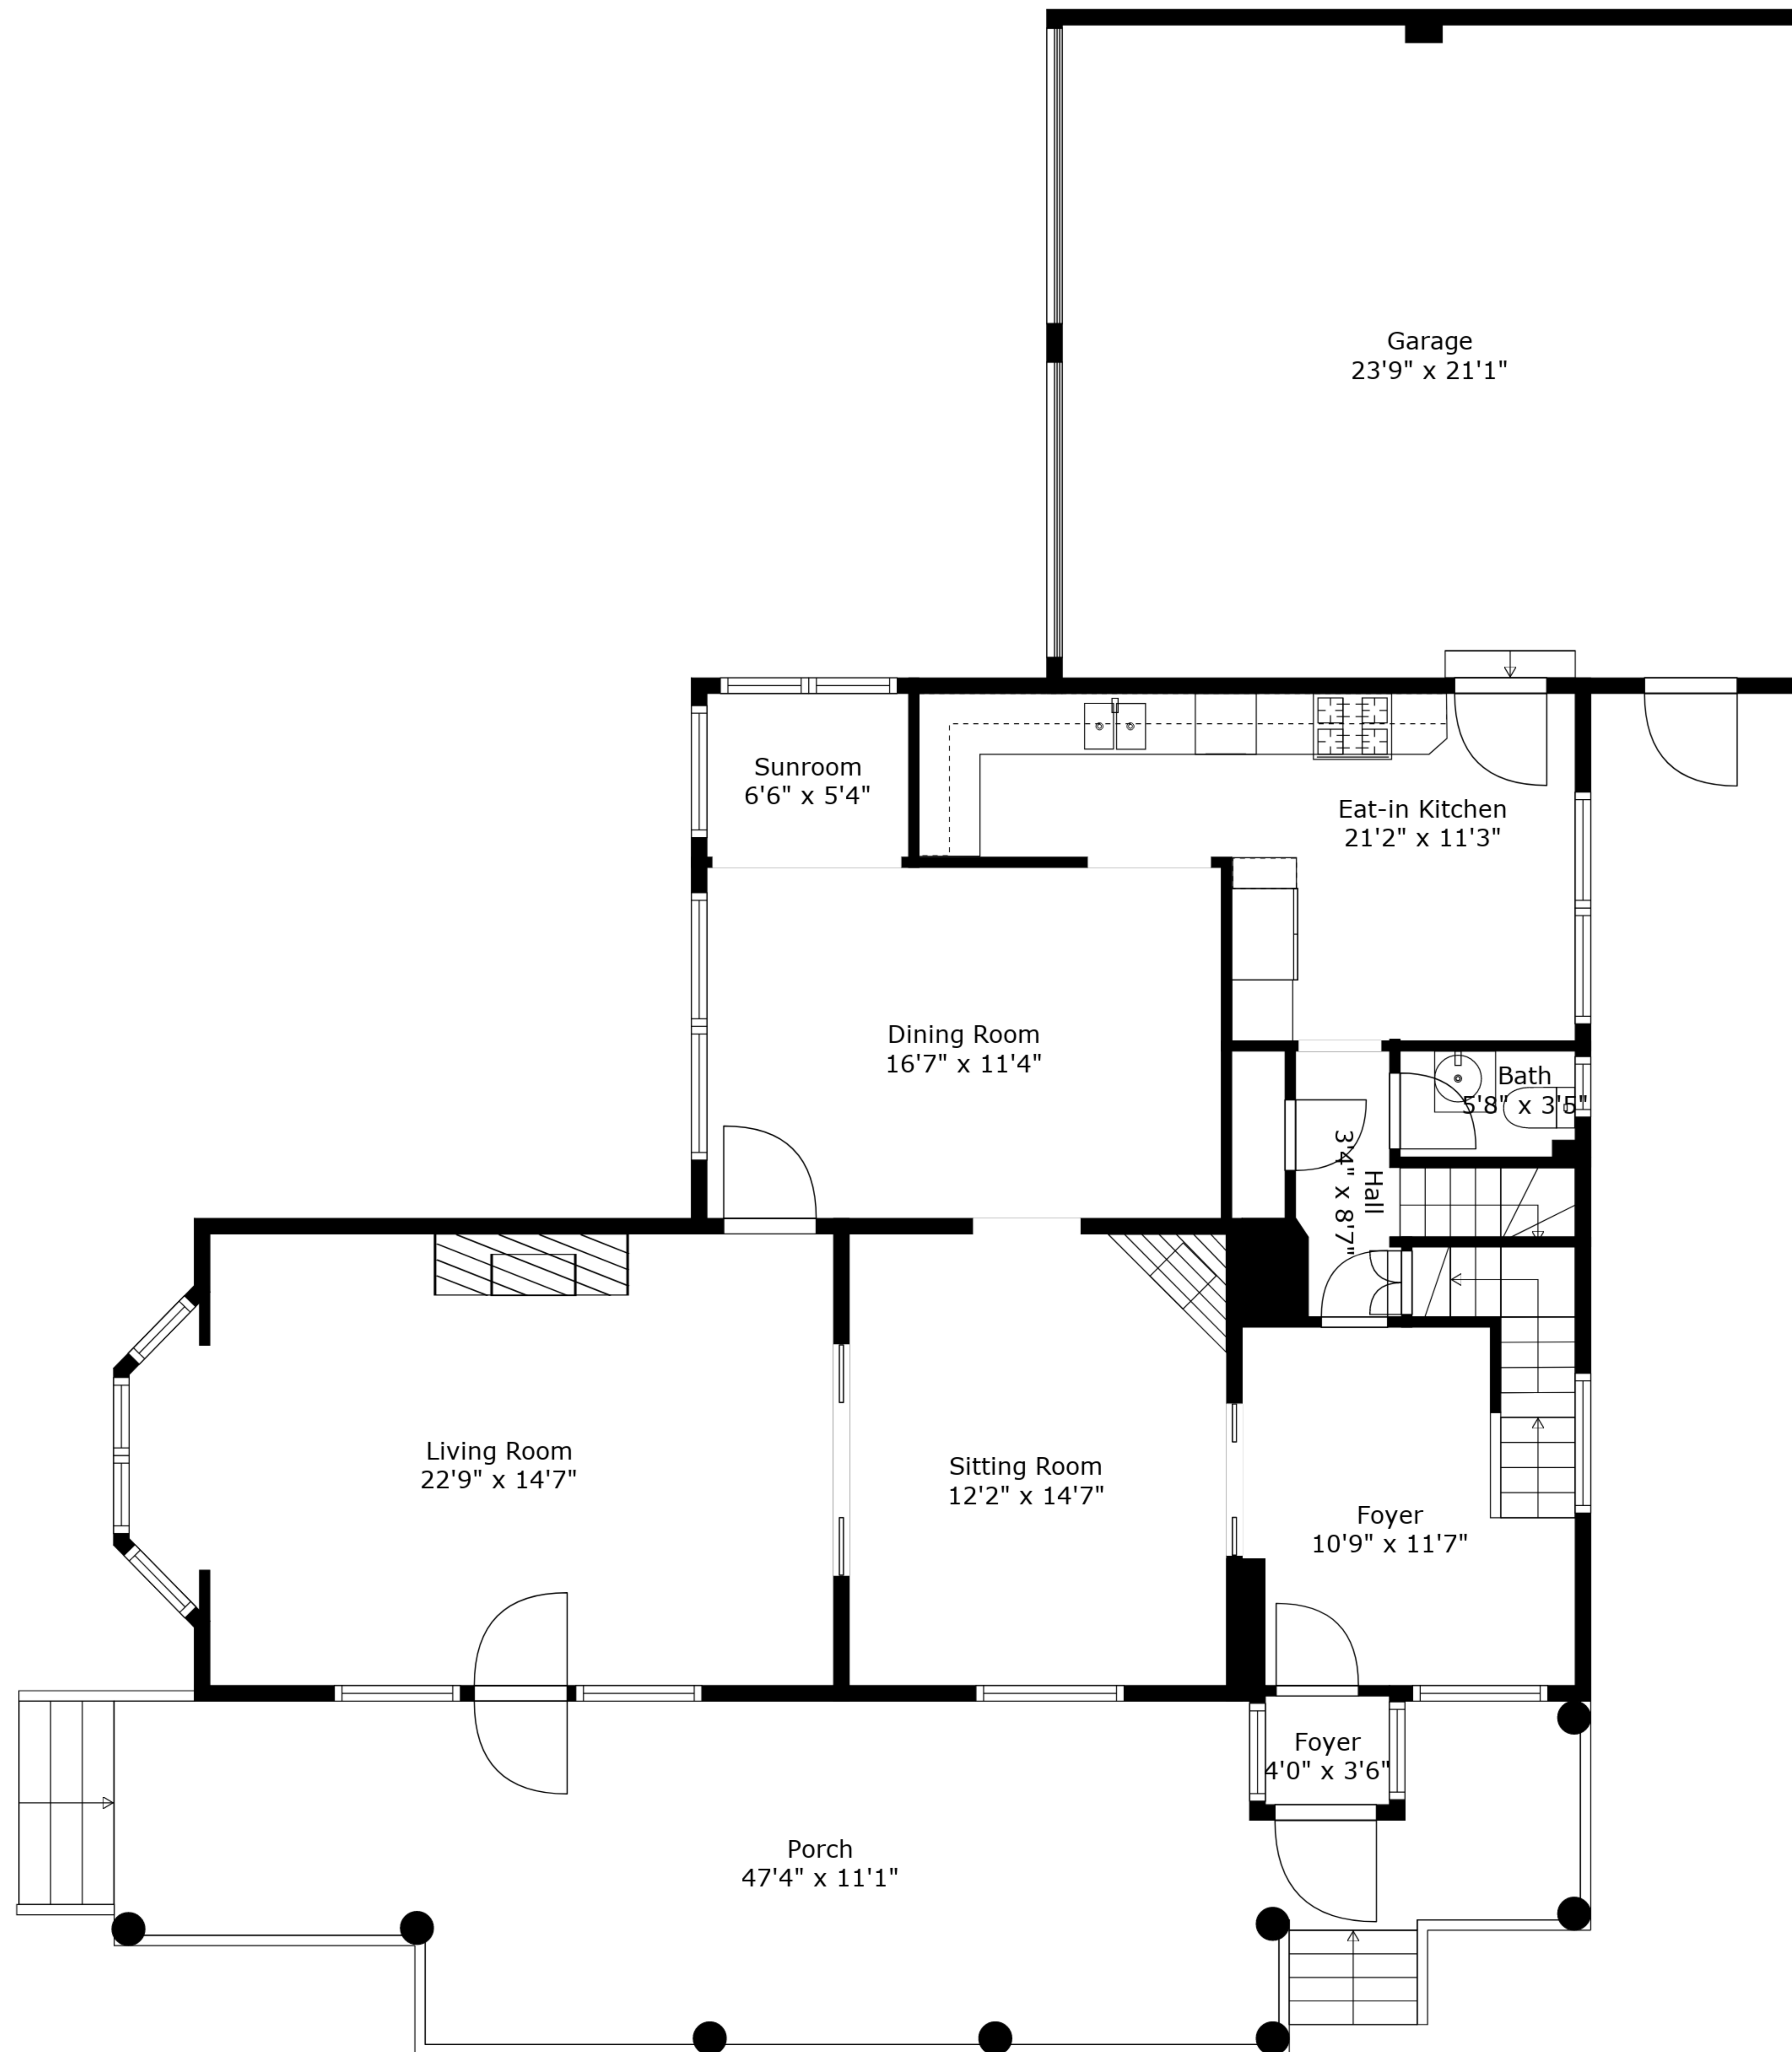 Garage
23'9" x 21'1"
Sunroom
6'6" x 5'4"
Eat-in Kitchen
21'2" x 11'3"
Dining Room
16'7" x 11'4"
Bath
5'8" x 3'5"
Hall
3'4" x 8'7"
Living Room
22'9" x 14'7"
Sitting Room
12'2" x 14'7"
Foyer
10'9" x 11'7"
Foyer
4'0" x 3'6"
Porch
47'4" x 11'1"